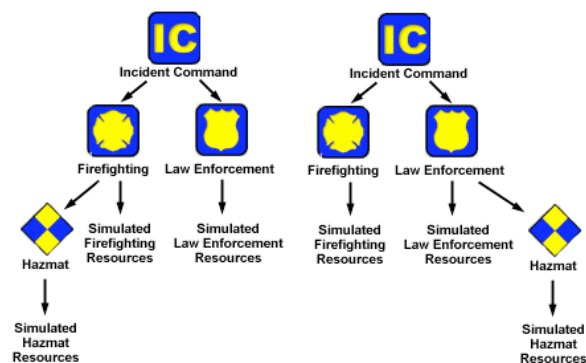 IC
Incident Command
Firefighting
Law Enforcement
Simulated
Firefighting
Resources
Simulated
Law Enforcement
Resources
Hazmat
Simulated
Hazmat
Resources
IC
Incident Command
Firefighting
Law Enforcement
Simulated
Firefighting
Resources
Simulated
Law Enforcement
Resources
Hazmat
Simulated
Hazmat
Resources